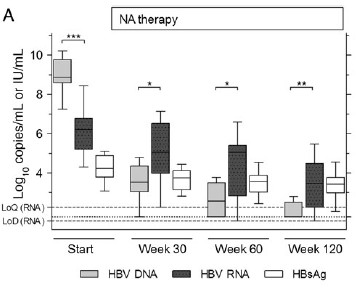 A
NA therapy
Log10 copies/mL or IU/mL
10
8
6
4
***
*
*
**
LoQ (RNA)
LoD (RNA)
Start
Week 30
Week 60
Week 120
HBV DNA
HBV RNA
HBsAg